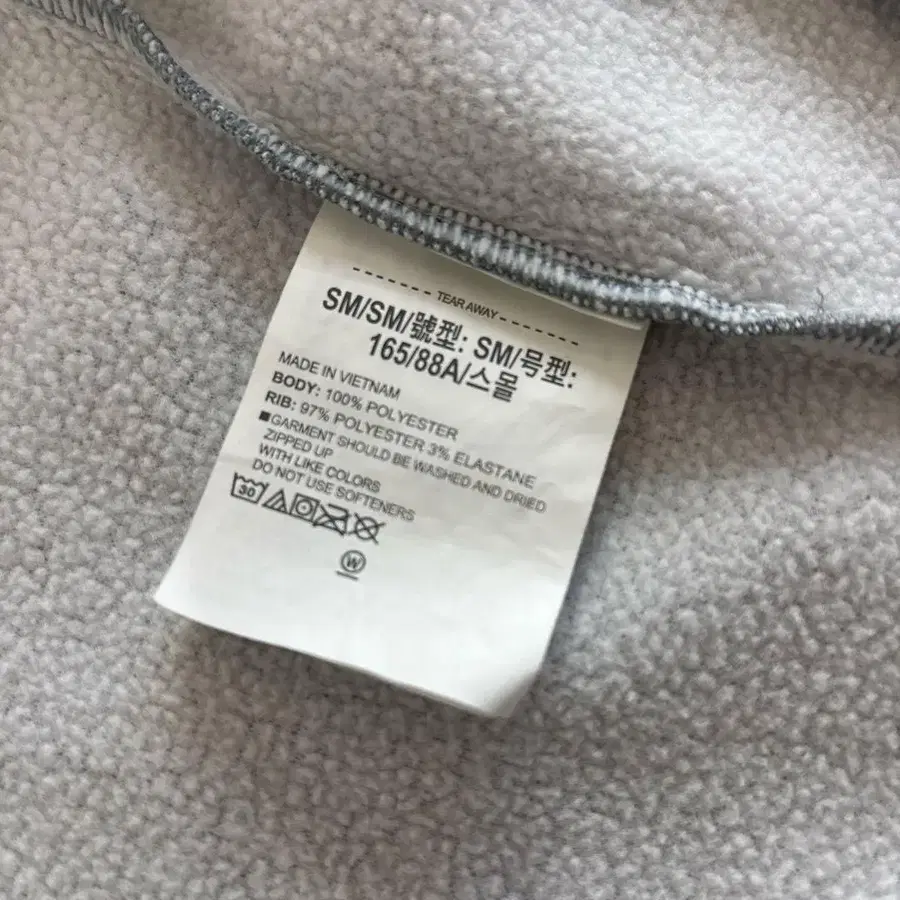 TEAR AWAY
SM/SM/號型: SM/号型:
165/88A/스몰
MADE IN VIETNAM
BODY: 100% POLYESTER
RIB: 97% POLYESTER 3% ELASTANE
■GARMENT SHOULD BE WASHED AND DRIED
ZIPPED UP
WITH LIKE COLORS
DO NOT USE SOFTENERS
30
W